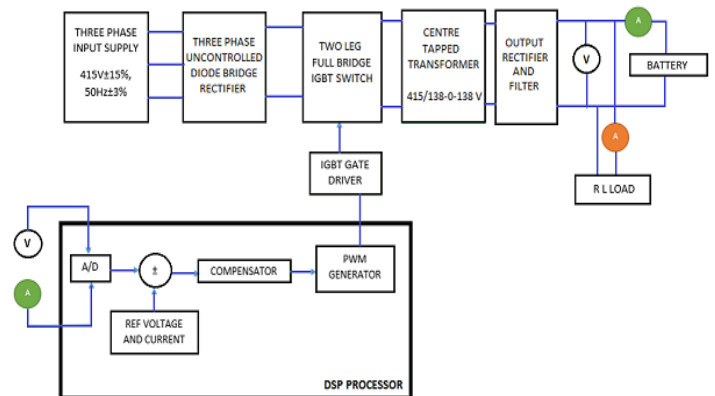 THREE PHASE
INPUT SUPPLY
415V±15%,
50Hz±3%
THREE PHASE
UNCONTROLLED
DIODE BRIDGE
RECTIFIER
TWO LEG
FULL BRIDGE
IGBT SWITCH
CENTRE
TAPPED
TRANSFORMER
415/138-0-138 V
OUTPUT
RECTIFIER
AND
FILTER
V
A
BATTERY
A
R L LOAD
IGBT GATE
DRIVER
V
A
A/D
±
COMPENSATOR
PWM
GENERATOR
REF VOLTAGE
AND CURRENT
DSP PROCESSOR